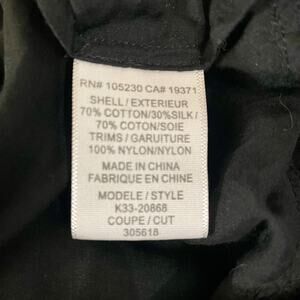 RN# 105230 CA# 19371
SHELL / EXTERIEUR
70% COTTON/30%SILK /
70% COTON/SOIE
TRIMS / GARUITURE
100% NYLON/NYLON
MADE IN CHINA
FABRIQUE EN CHINE
MODELE / STYLE
K33-20868
COUPE / CUT
305618